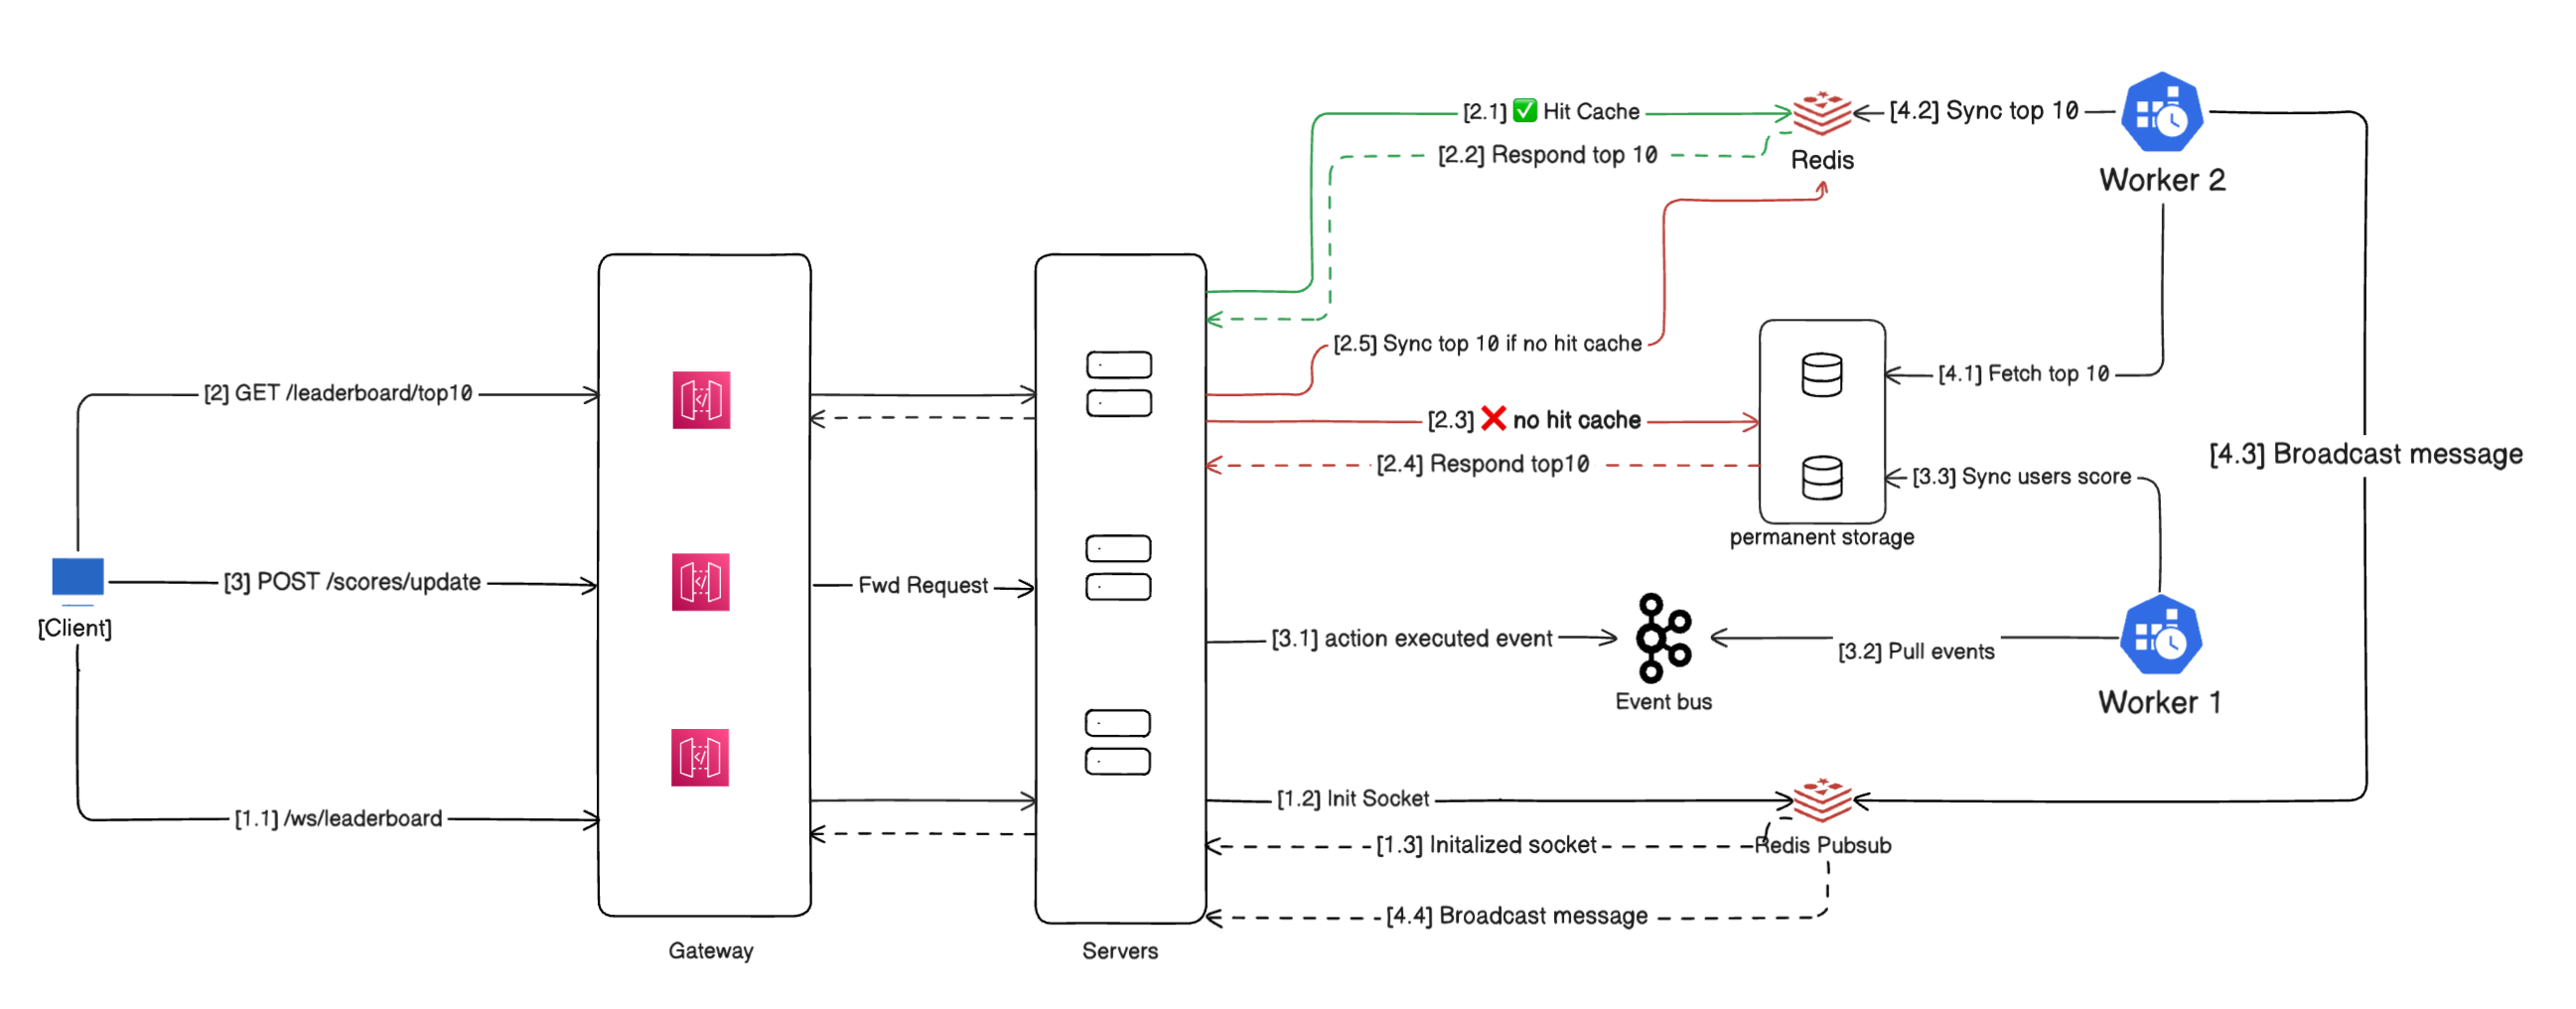 [2.1] ✅ Hit Cache
[4.2] Sync top 10
[2.2] Respond top 10
Redis
Worker 2
[2.5] Sync top 10 if no hit cache
[4.1] Fetch top 10
[2] GET /leaderboard/top10
[2.3] ❌ no hit cache
[4.3] Broadcast message
[2.4] Respond top10
[3.3] Sync users score
permanent storage
[3] POST /scores/update
Fwd Request
[Client]
[3.1] action executed event
[3.2] Pull events
Event bus
Worker 1
[1.1] /ws/leaderboard
[1.2] Init Socket
[1.3] Initalized socket
Redis Pubsub
[4.4] Broadcast message
Gateway
Servers